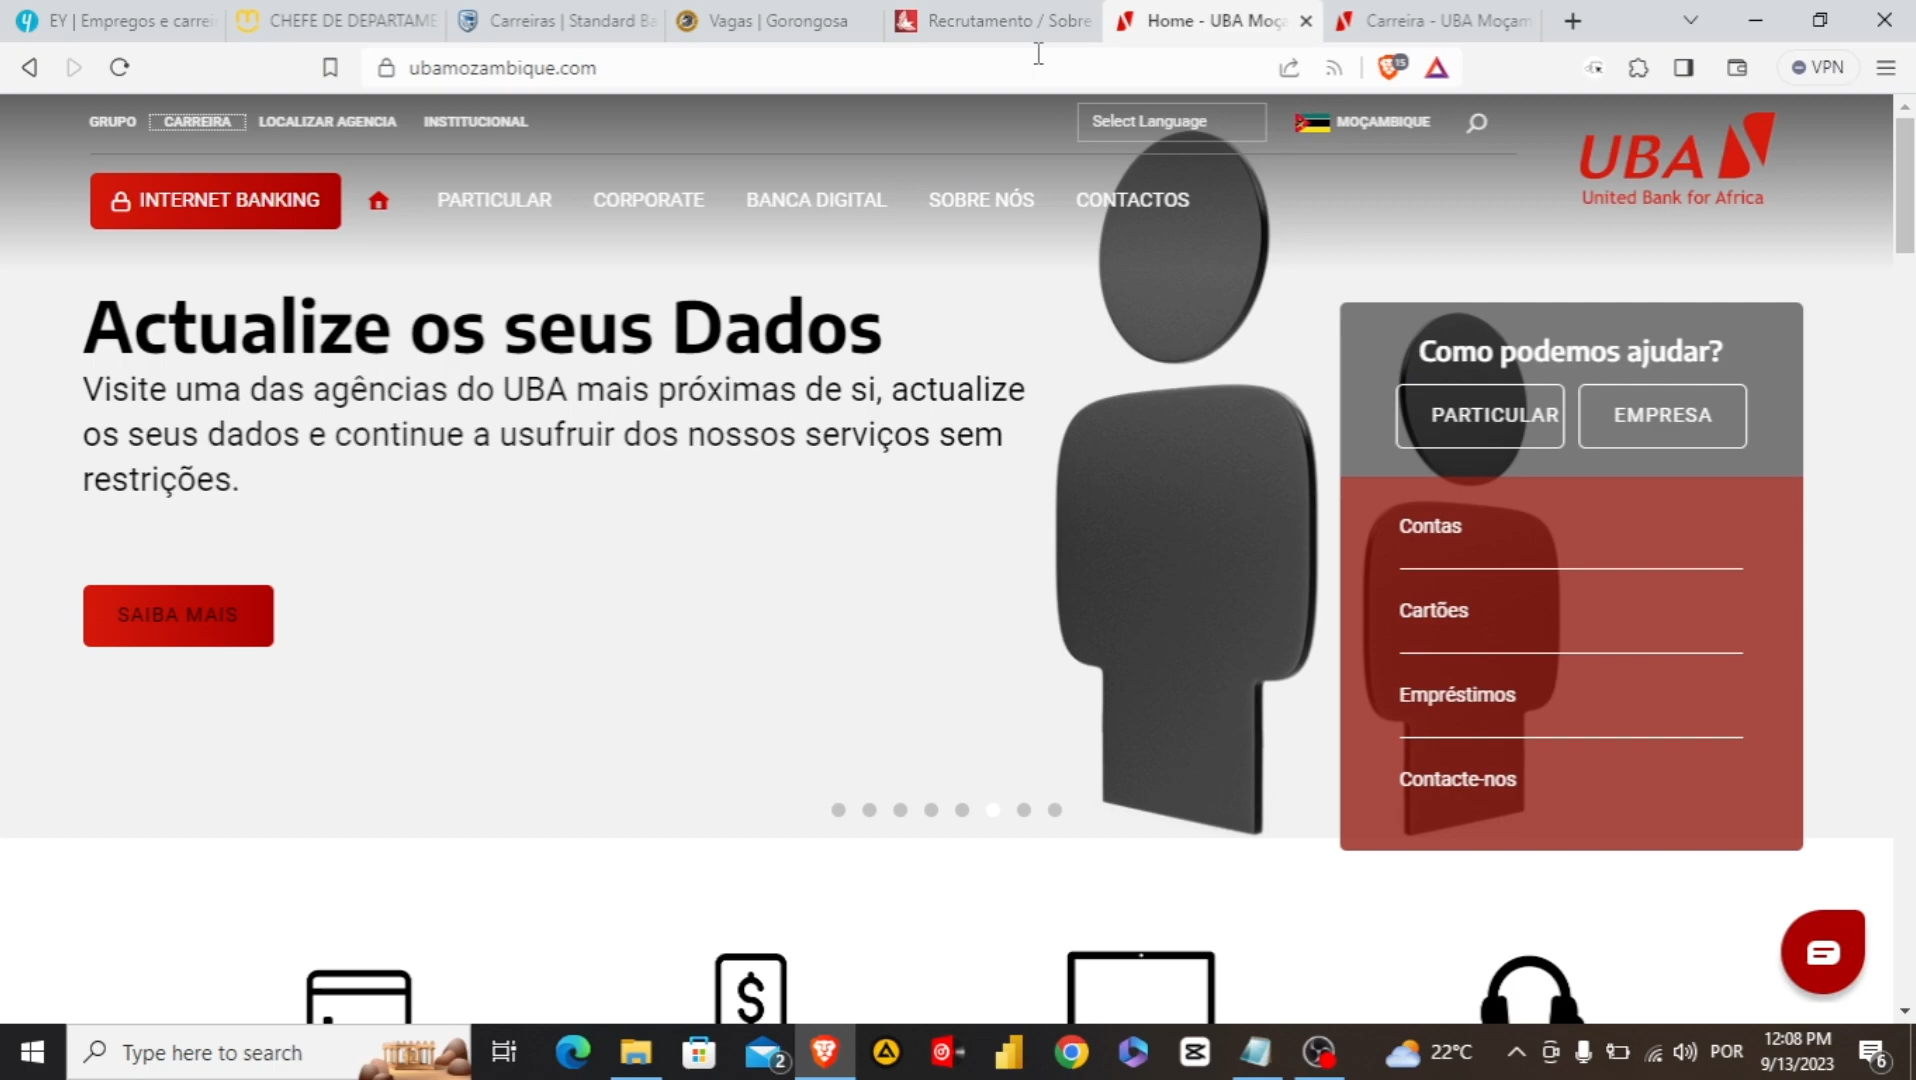 EY | Empregos e carrei
CHEFE DE DEPARTAME
Carreiras | Standard Ba
Vagas | Gorongosa
Recrutamento / Sobre
Home - UBA Moça
Carreira - UBA Moçam
ubamozambique.com
15
VPN
GRUPO CARREIRA LOCALIZAR AGENCIA INSTITUCIONAL
Select Language
MOÇAMBIQUE
UBA
United Bank for Africa
INTERNET BANKING
PARTICULAR CORPORATE BANCA DIGITAL SOBRE NÓS CONTACTOS
Actualize os seus Dados
Visite uma das agências do UBA mais próximas de si, actualize
os seus dados e continue a usufruir dos nossos serviços sem
restrições.
SAIBA MAIS
Como podemos ajudar?
PARTICULAR EMPRESA
Contas
Cartões
Empréstimos
Contacte-nos
$
Type here to search
2
22°C
POR
12:08 PM
9/13/2023
6